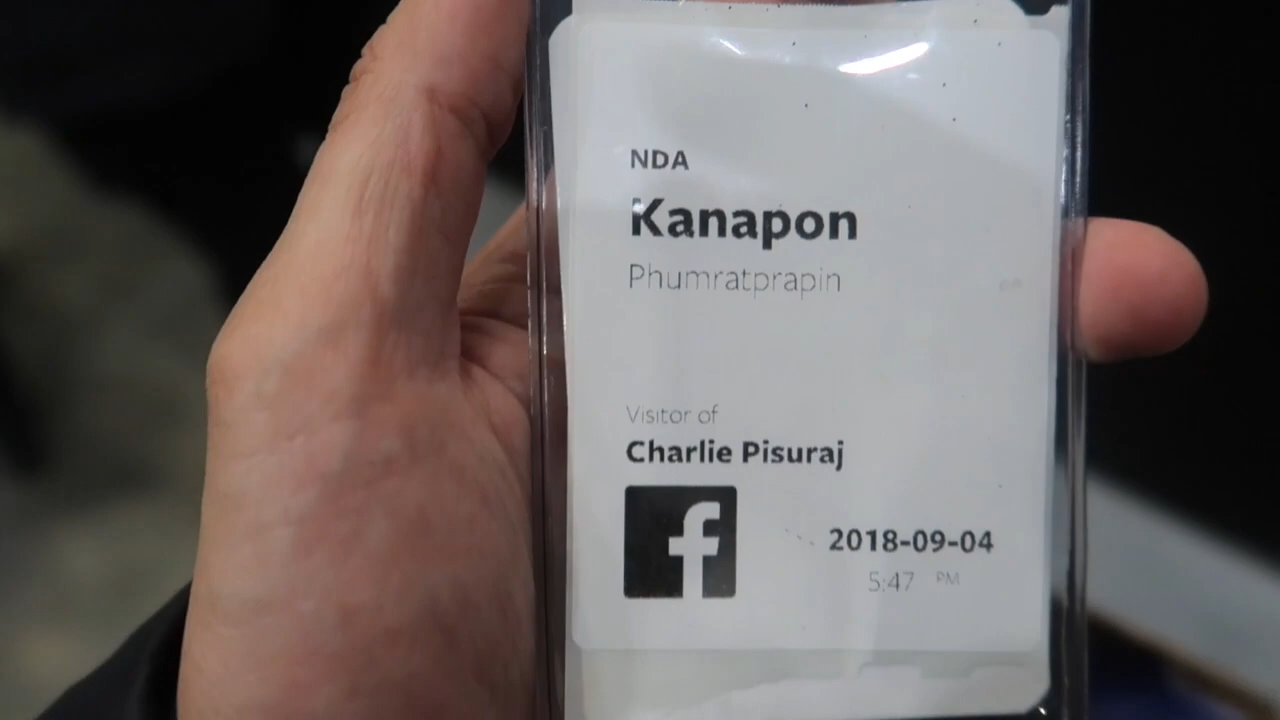 NDA
Kanapon
Phumratprapin
Visitor of
Charlie Pisuraj
f
2018-09-04
5:47 PM